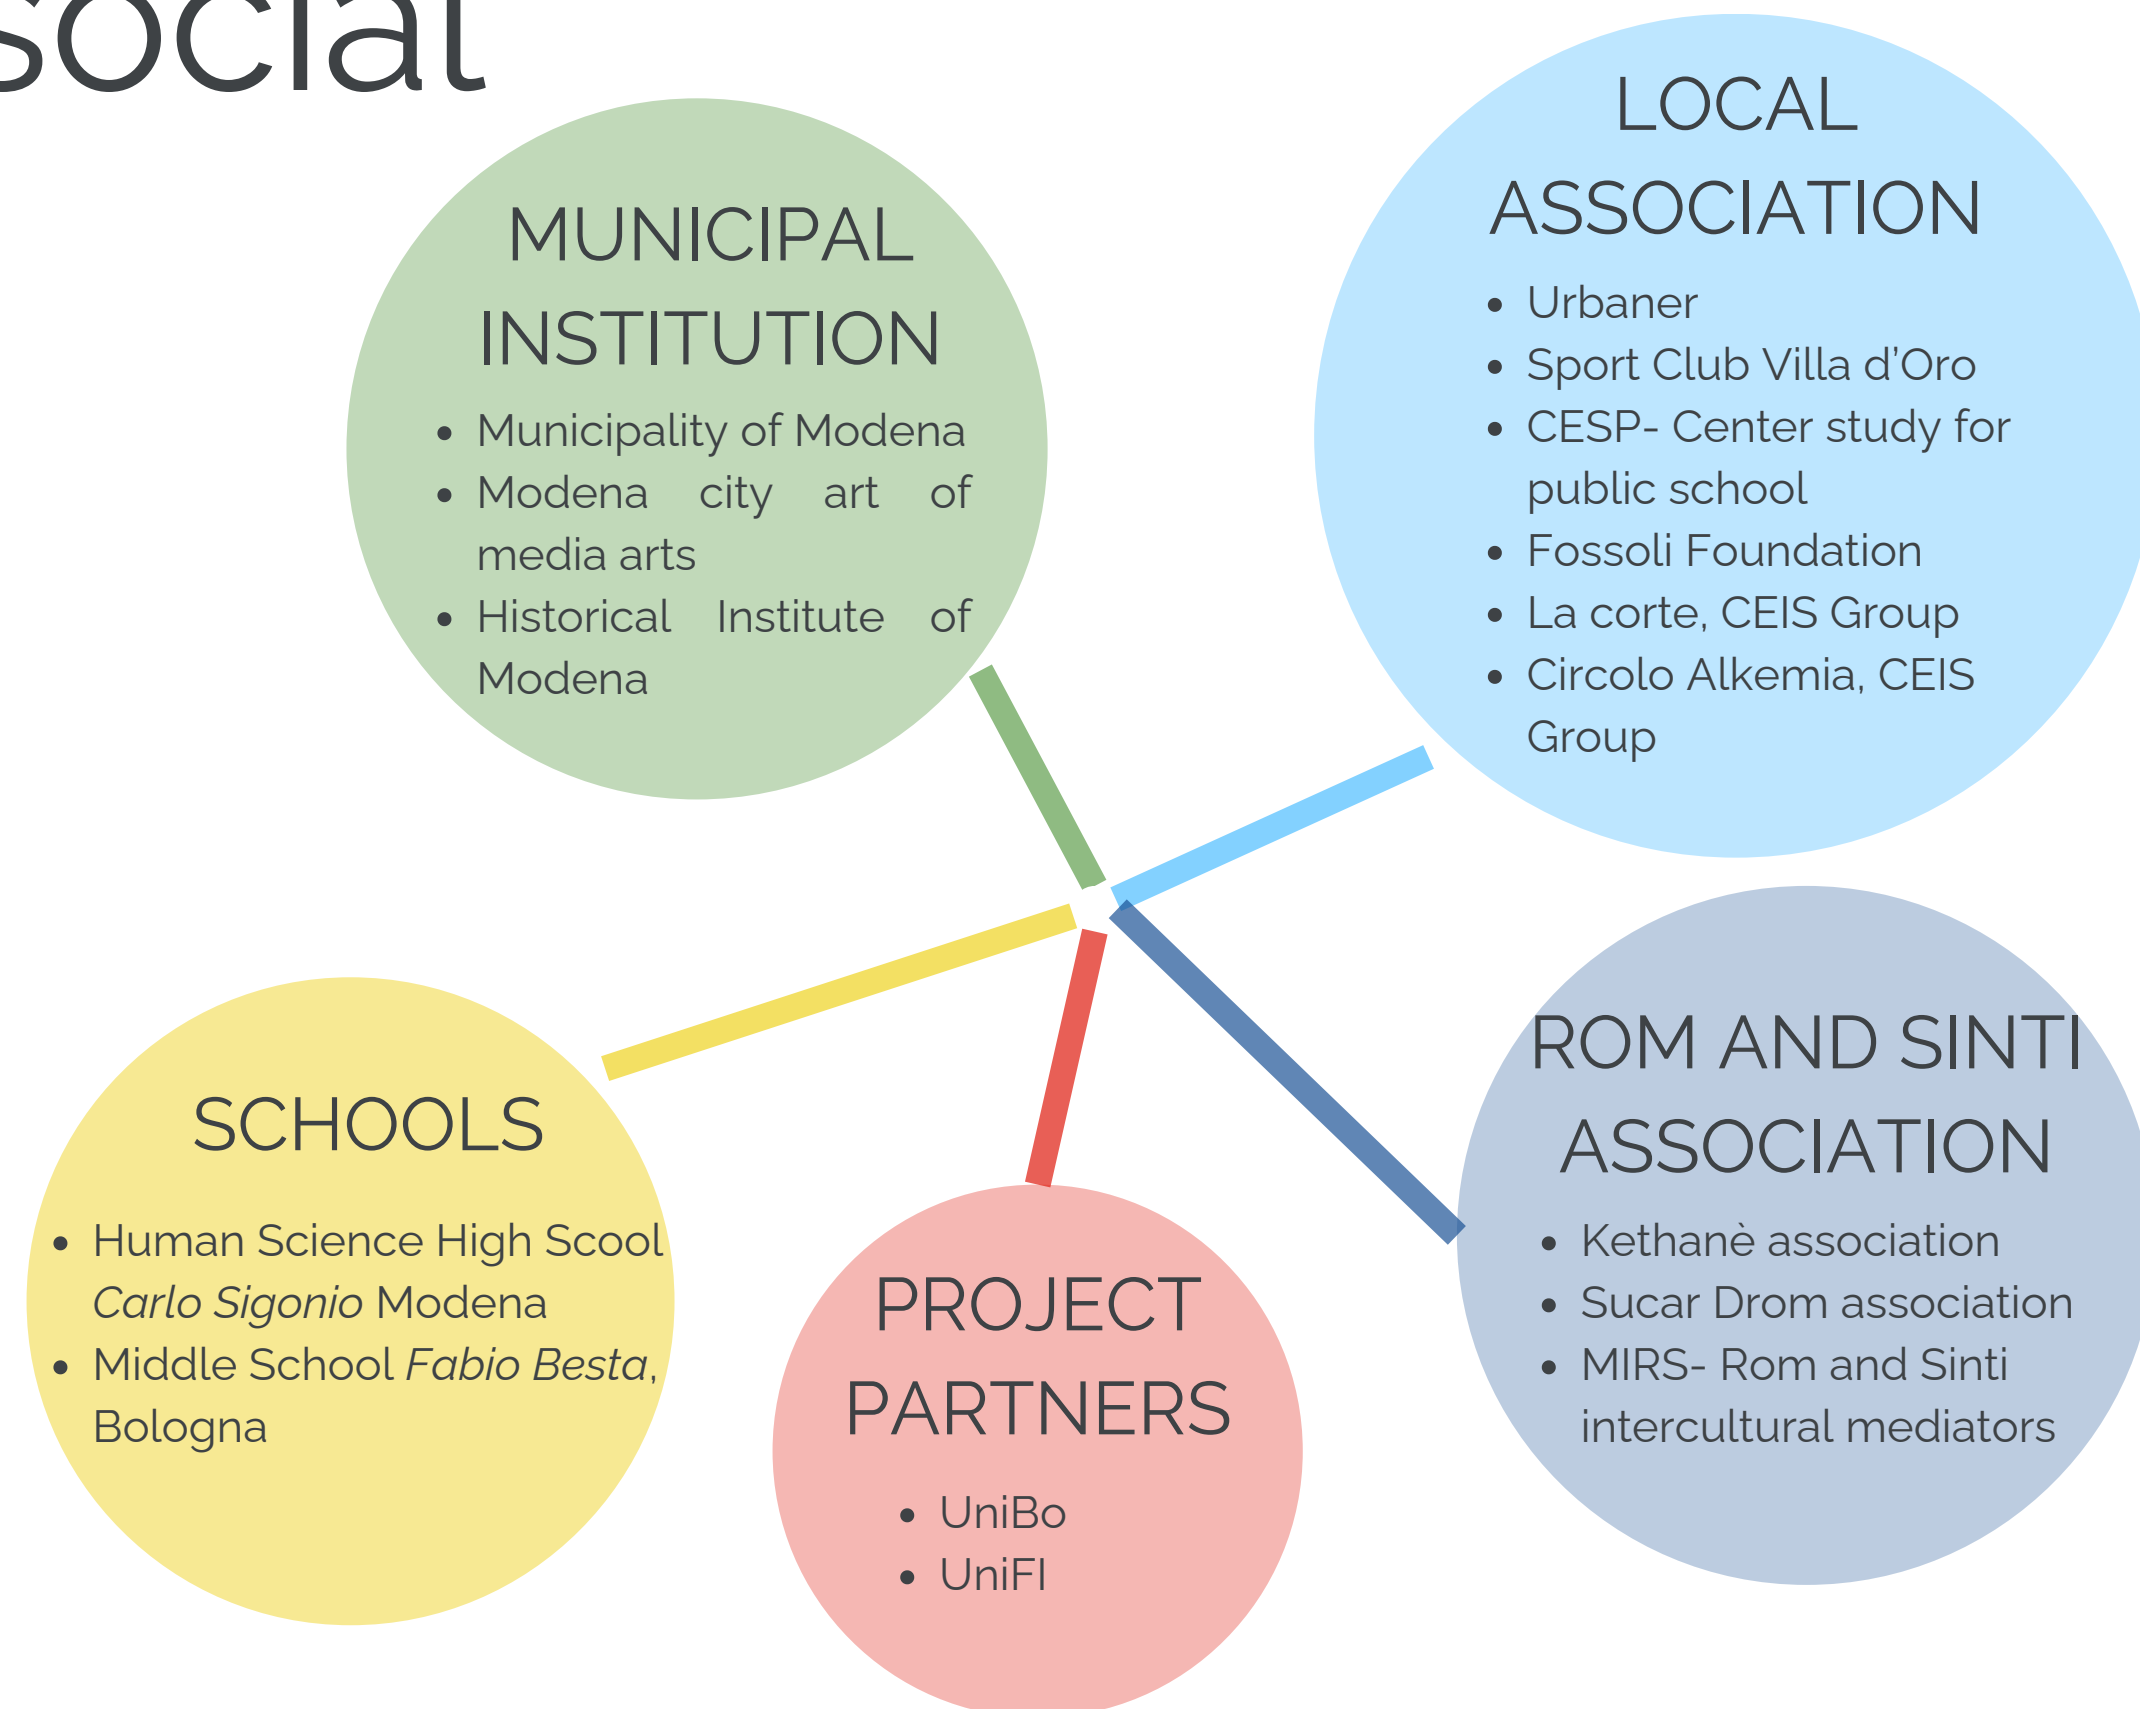 social
MUNICIPAL
INSTITUTION
• Municipality of Modena
• Modena city art of
media arts
• Historical Institute of
Modena
LOCAL
ASSOCIATION
• Urbaner
• Sport Club Villa d’Oro
• CESP- Center study for
public school
• Fossoli Foundation
• La corte, CEIS Group
• Circolo Alkemia, CEIS
Group
SCHOOLS
• Human Science High Scool
Carlo Sigonio Modena
• Middle School Fabio Besta,
Bologna
PROJECT
PARTNERS
• UniBo
• UniFI
ROM AND SINTI
ASSOCIATION
• Kethanè association
• Sucar Drom association
• MIRS- Rom and Sinti
intercultural mediators